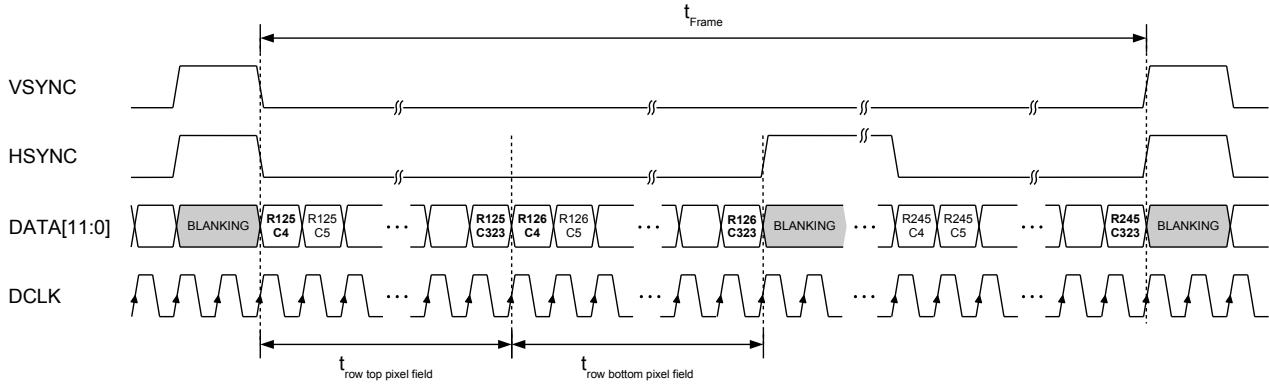 tFrame
VSYNC
HSYNC
DATA[11:0]
BLANKING
R125
C4
R125
C5
R125
C323
R126
C4
R126
C5
R126
C323
BLANKING
R245
C4
R245
C5
R245
C323
BLANKING
DCLK
trow top pixel field
trow bottom pixel field